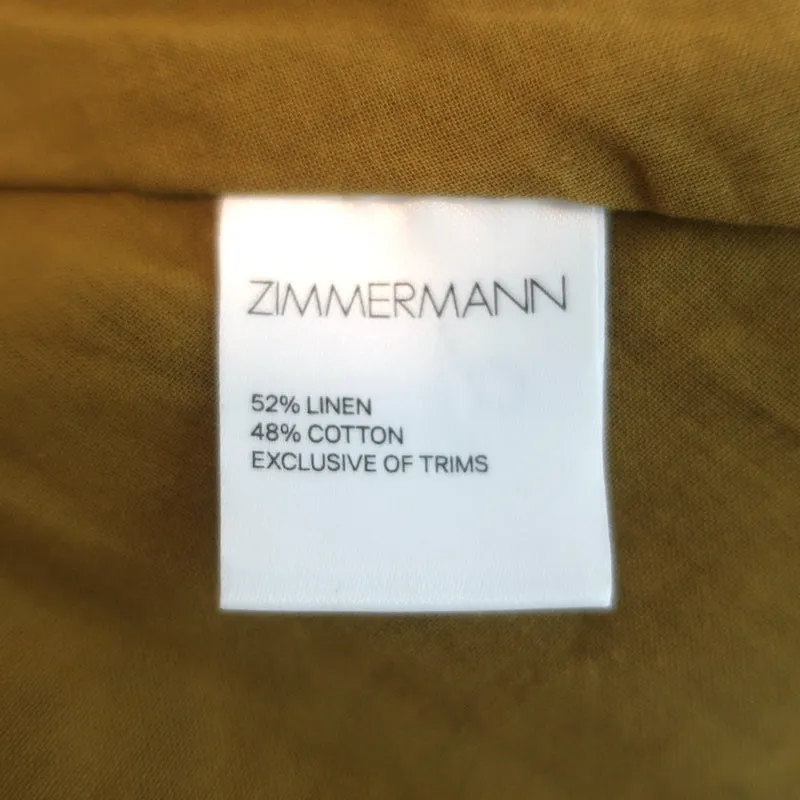 ZIMMERMANN
52% LINEN
48% COTTON
EXCLUSIVE OF TRIMS